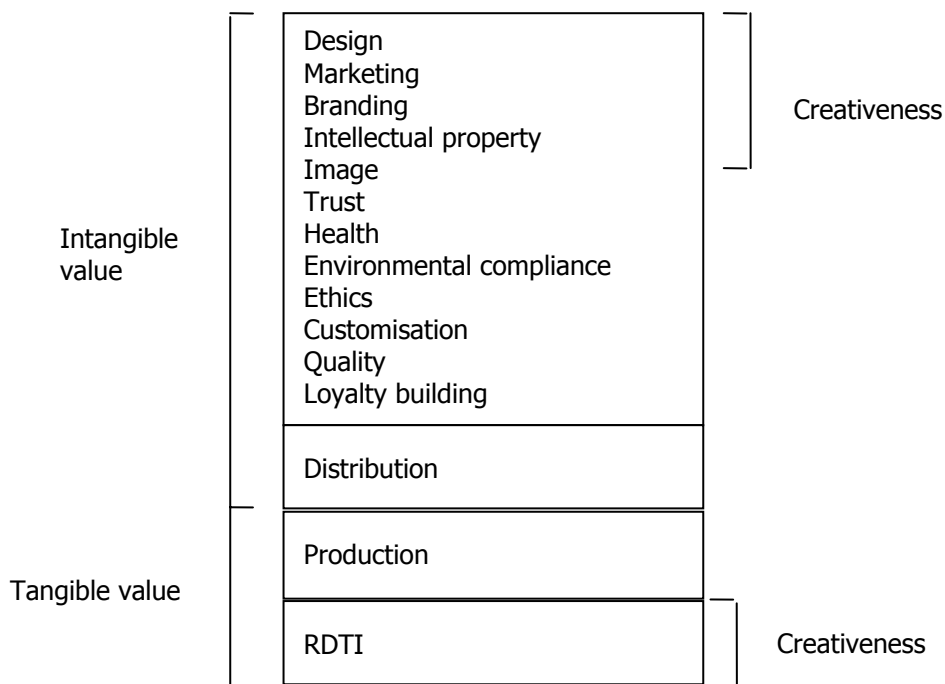 Design
Marketing
Branding
Intellectual property
Image
Trust
Health
Environmental compliance
Ethics
Customisation
Quality
Loyalty building
Creativeness
Intangible
value
Distribution
Production
Tangible value
RDTI
Creativeness